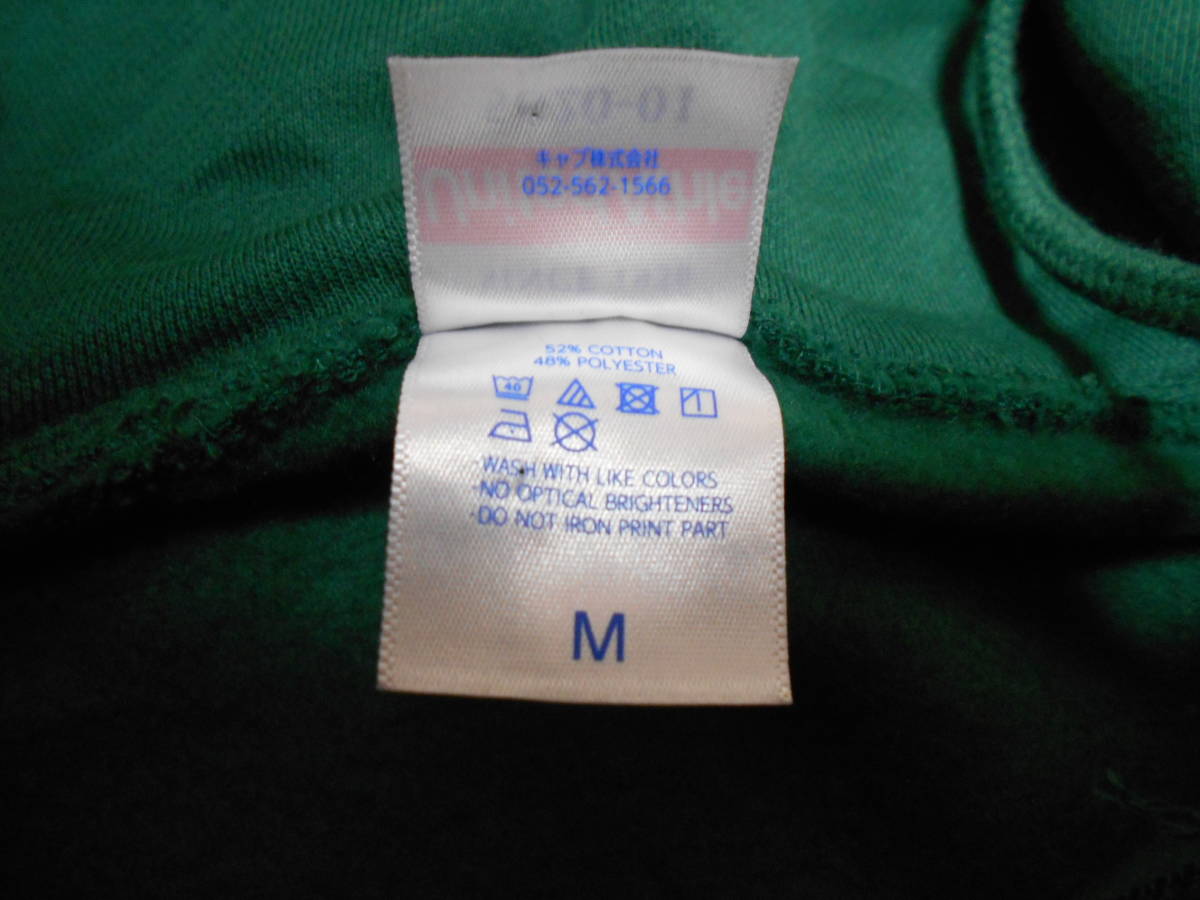 キャブ株式会社
052-562-1566
52% COTTON
48% POLYESTER
40
·WASH WITH LIKE COLORS
·NO OPTICAL BRIGHTENERS
·DO NOT IRON PRINT PART
M